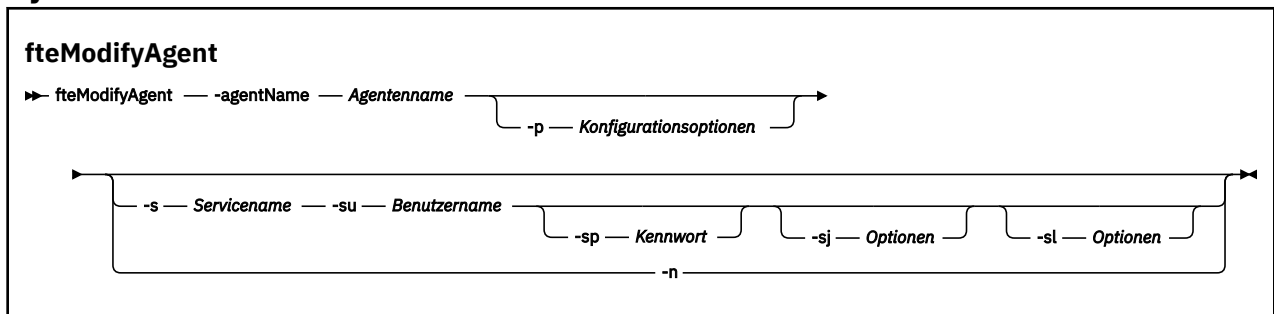 fteModifyAgent
fteModifyAgent -agentName Agentenname
-p Konfigurationsoptionen
-s Servicename -su Benutzername
-sp Kennwort -sj Optionen -sl Optionen
-n